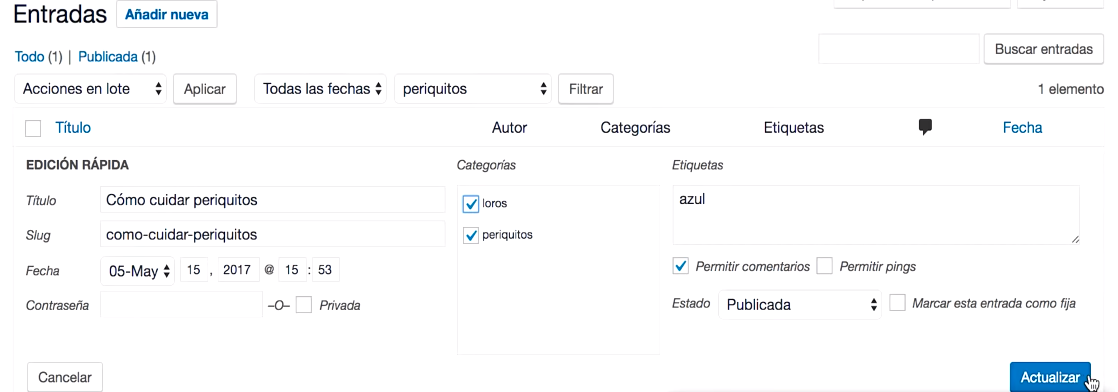 Entradas Añadir nueva
Todo (1) | Publicada (1)
Buscar entradas
Acciones en lote Aplicar Todas las fechas periquitos Filtrar 1 elemento
Título Autor Categorías Etiquetas Fecha
EDICIÓN RÁPIDA Categorías Etiquetas
Título Cómo cuidar periquitos loros azul
Slug como-cuidar-periquitos periquitos
Fecha 05-May 15 , 2017 @ 15 : 53 Permitir comentarios Permitir pings
Contraseña –O– Privada Estado Publicada Marcar esta entrada como fija
Cancelar Actualizar